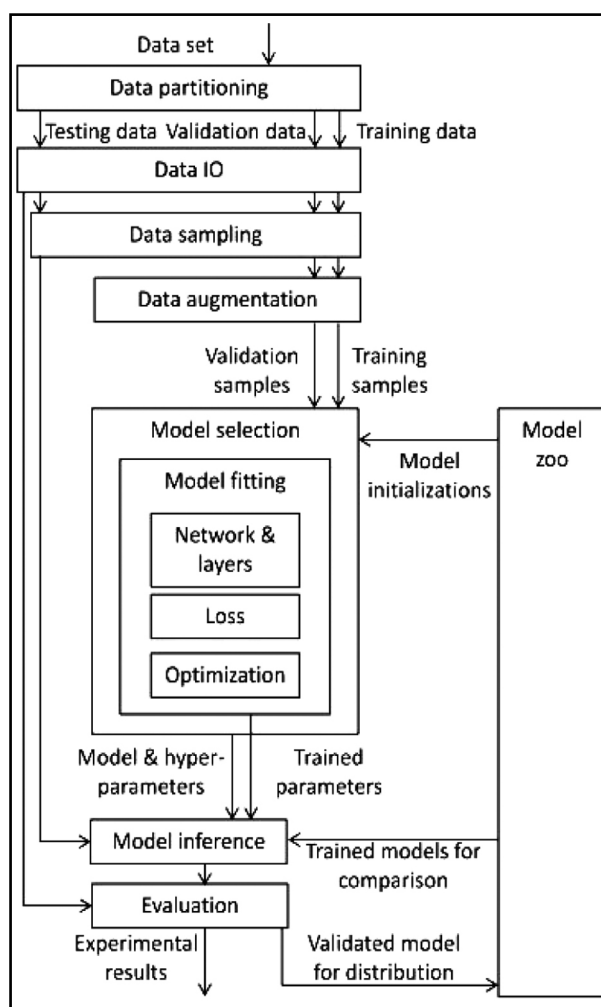 Data set
Data partitioning
Testing data Validation data Training data
Data IO
Data sampling
Data augmentation
Validation
samples
Training
samples
Model selection
Model
zoo
Model
initializations
Model fitting
Network &
layers
Loss
Optimization
Model & hyper-
parameters
Trained
parameters
Model inference
Trained models for
comparison
Evaluation
Experimental
results
Validated model
for distribution